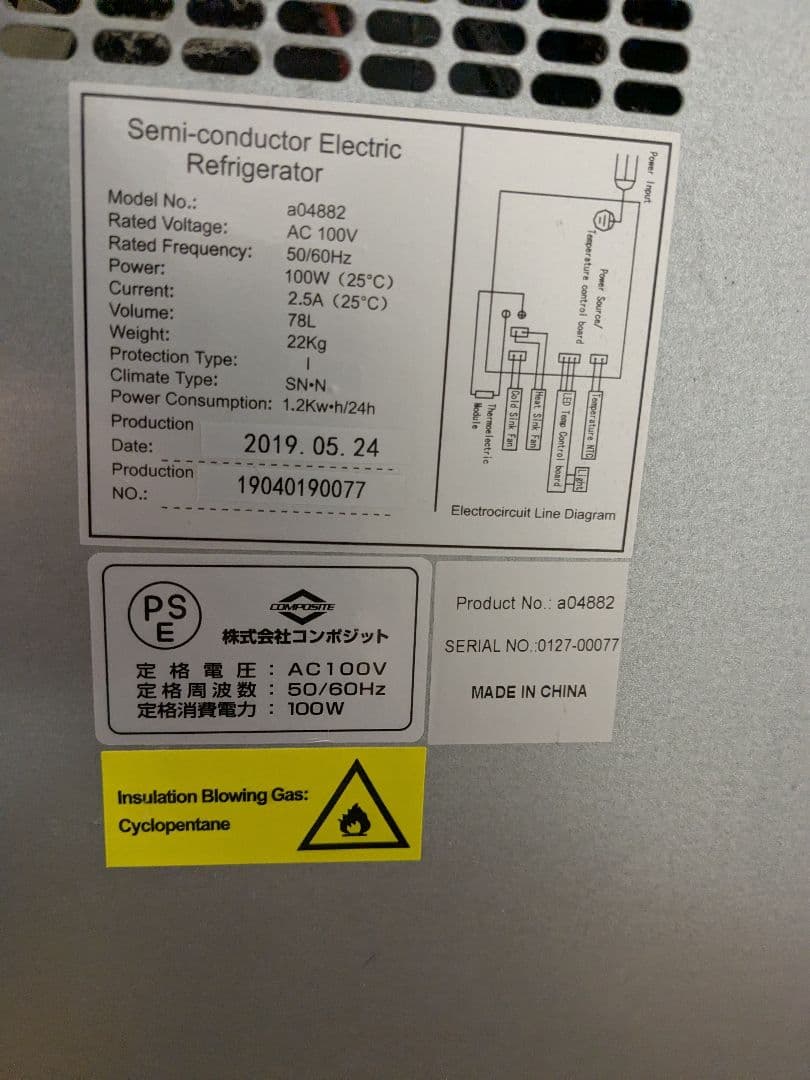 Semi-conductor Electric
Refrigerator
Model No.: a04882
Rated Voltage: AC 100V
Rated Frequency: 50/60Hz
Power: 100W (25°C)
Current: 2.5A (25°C)
Volume: 78L
Weight: 22Kg
Protection Type: I
Climate Type: SN•N
Power Consumption: 1.2Kw•h/24h
Production
Date: 2019.05.24
Production
NO.: 19040190077
Power Input
Power Source/
Temperature control board
Thermoelectric
Module
Cold Sink Fan
Heat Sink Fan
LED Temp Control board
Temperature NTC
Light
Electrocircuit Line Diagram
PS
E
COMPOSITE
株式会社コンポジット
定格電圧：AC100V
定格周波数：50/60Hz
定格消費電力：100W
Product No.: a04882
SERIAL NO.:0127-00077
MADE IN CHINA
Insulation Blowing Gas:
Cyclopentane